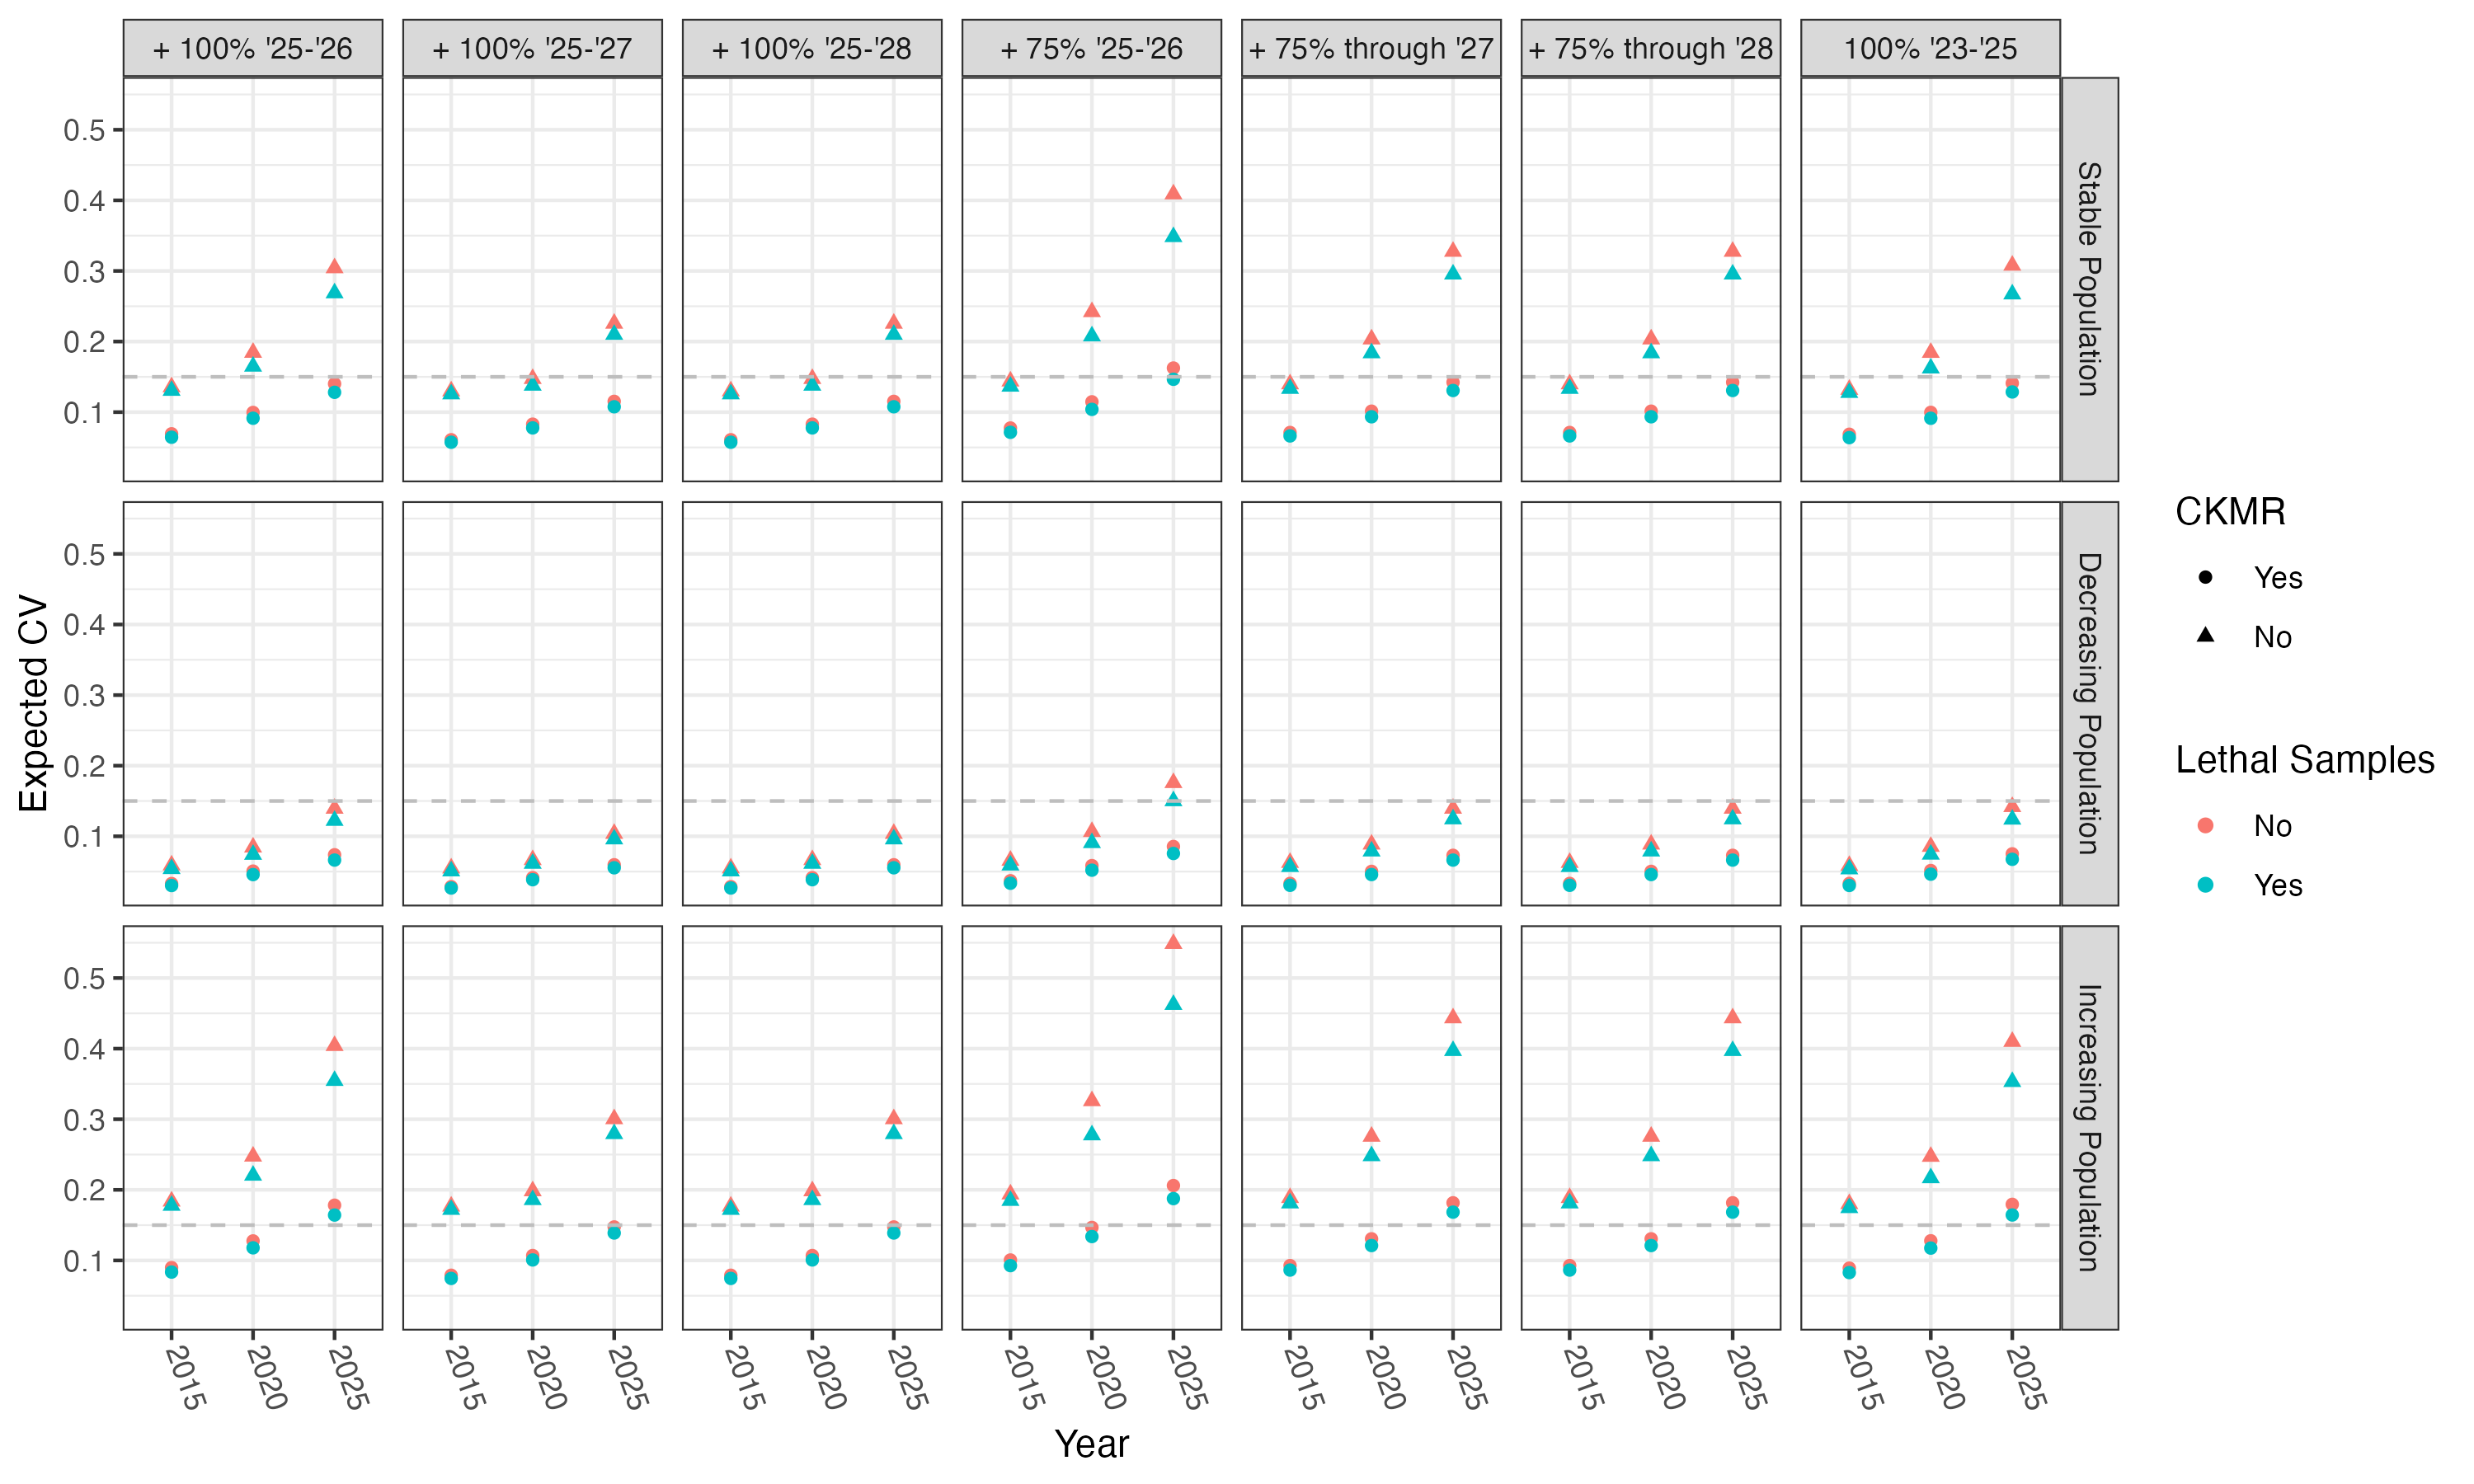 + 100% '25-'26
+ 100% '25-'27
+ 100% '25-'28
+ 75% '25-'26
+ 75% through '27
+ 75% through '28
100% '23-'25
0.5
0.4
0.3
0.2
0.1
Stable Population
0.5
0.4
0.3
0.2
0.1
Decreasing Population
0.5
0.4
0.3
0.2
0.1
Increasing Population
Expected CV
2015
2020
2025
2015
2020
2025
2015
2020
2025
2015
2020
2025
2015
2020
2025
2015
2020
2025
2015
2020
2025
Year
CKMR
Yes
No
Lethal Samples
No
Yes